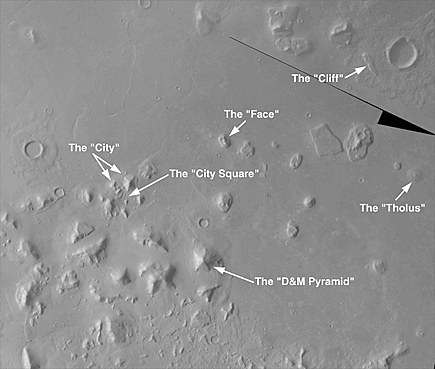 The "Cliff"
The "Face"
The "City"
The "City Square"
The "Tholus"
The "D&M Pyramid"